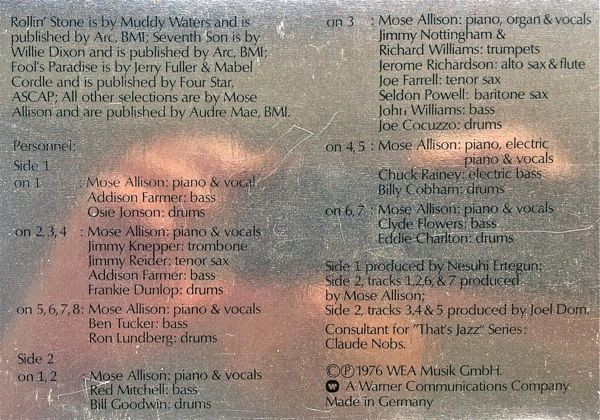 Rollin' Stone is by Muddy Waters and is
published by Arc, BMI; Seventh Son is by
Willie Dixon and is published by Arc, BMI;
Fool's Paradise is by Jerry Fuller & Mabel
Cordle and is published by Four Star,
ASCAP; All other selections are by Mose
Allison and are published by Audre Mae, BMI.
Personnel:
Side 1
on 1 : Mose Allison: piano & vocal
Addison Farmer: bass
Osie Jonson: drums
on 2, 3, 4 : Mose Allison: piano & vocals
Jimmy Knepper: trombone
Jimmy Reider: tenor sax
Addison Farmer: bass
Frankie Dunlop: drums
on 5, 6, 7, 8: Mose Allison: piano & vocals
Ben Tucker: bass
Ron Lundberg: drums
Side 2
on 1, 2 : Mose Allison: piano & vocals
Red Mitchell: bass
Bill Goodwin: drums
on 3 : Mose Allison: piano, organ & vocals
Jimmy Nottingham &
Richard Williams: trumpets
Jerome Richardson: alto sax & flute
Joe Farrell: tenor sax
Seldon Powell: baritone sax
John Williams: bass
Joe Cocuzzo: drums
on 4, 5 : Mose Allison: piano, electric
piano & vocals
Chuck Rainey: electric bass
Billy Cobham: drums
on 6, 7 : Mose Allison: piano & vocals
Clyde Flowers: bass
Eddie Charlton: drums
Side 1 produced by Nesuhi Ertegun;
Side 2, tracks 1,2,6, & 7 produced
by Mose Allison;
Side 2, tracks 3,4 & 5 produced by Joel Dorn.
Consultant for "That's Jazz" Series:
Claude Nobs.
©℗ 1976 WEA Musik GmbH.
A Warner Communications Company
Made in Germany